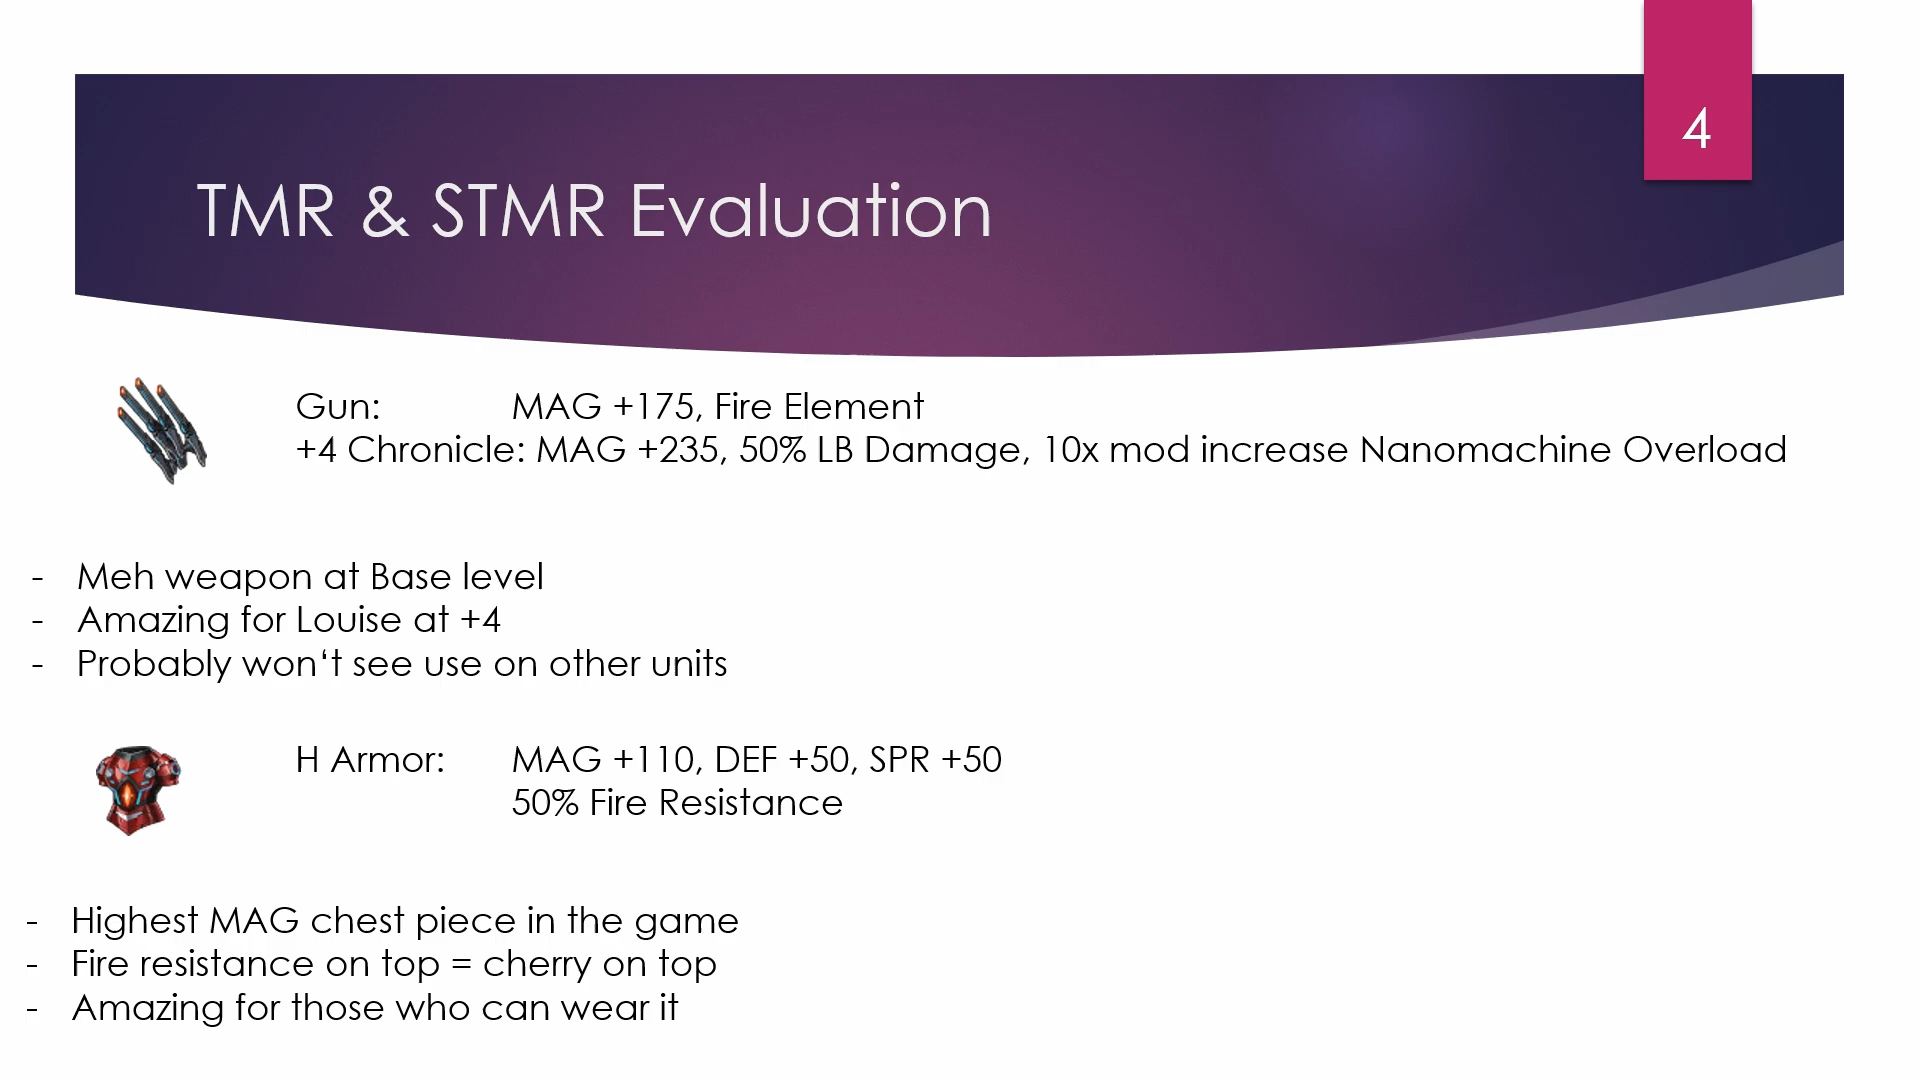 4
TMR & STMR Evaluation
Gun: MAG +175, Fire Element
+4 Chronicle: MAG +235, 50% LB Damage, 10x mod increase Nanomachine Overload
- Meh weapon at Base level
- Amazing for Louise at +4
- Probably won‘t see use on other units
H Armor: MAG +110, DEF +50, SPR +50
50% Fire Resistance
- Highest MAG chest piece in the game
- Fire resistance on top = cherry on top
- Amazing for those who can wear it